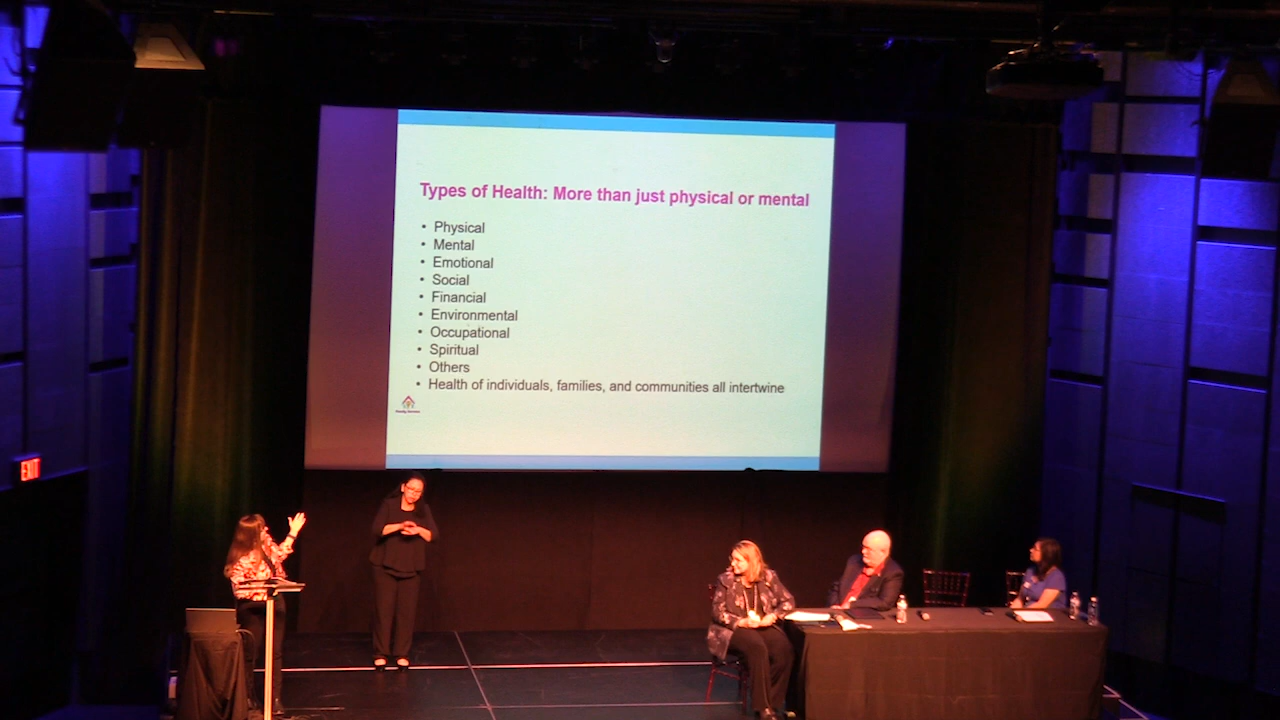 Types of Health: More than just physical or mental
• Physical
• Mental
• Emotional
• Social
• Financial
• Environmental
• Occupational
• Spiritual
• Others
• Health of individuals, families, and communities all intertwine
EXIT